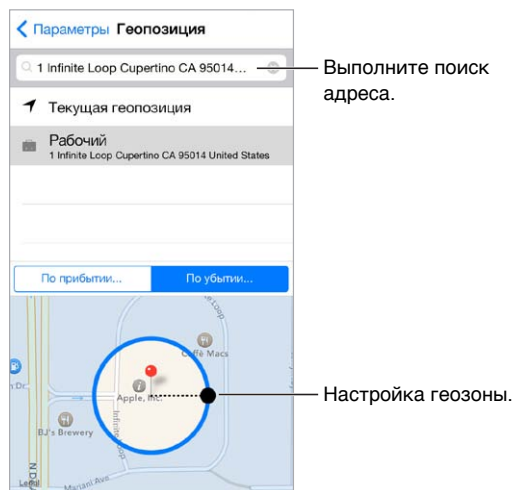 Параметры Геопозиция
1 Infinite Loop Cupertino CA 95014...
Выполните поиск
адреса.
Текущая геопозиция
Рабочий
1 Infinite Loop Cupertino CA 95014 United States
По прибытии...
По убытии...
Loop
Caffè Macs
Apple, Inc.
Настройка геозоны.
n Dr
Infinite Loop
BJ's Brewery
N D
Mariani Ave
Legal